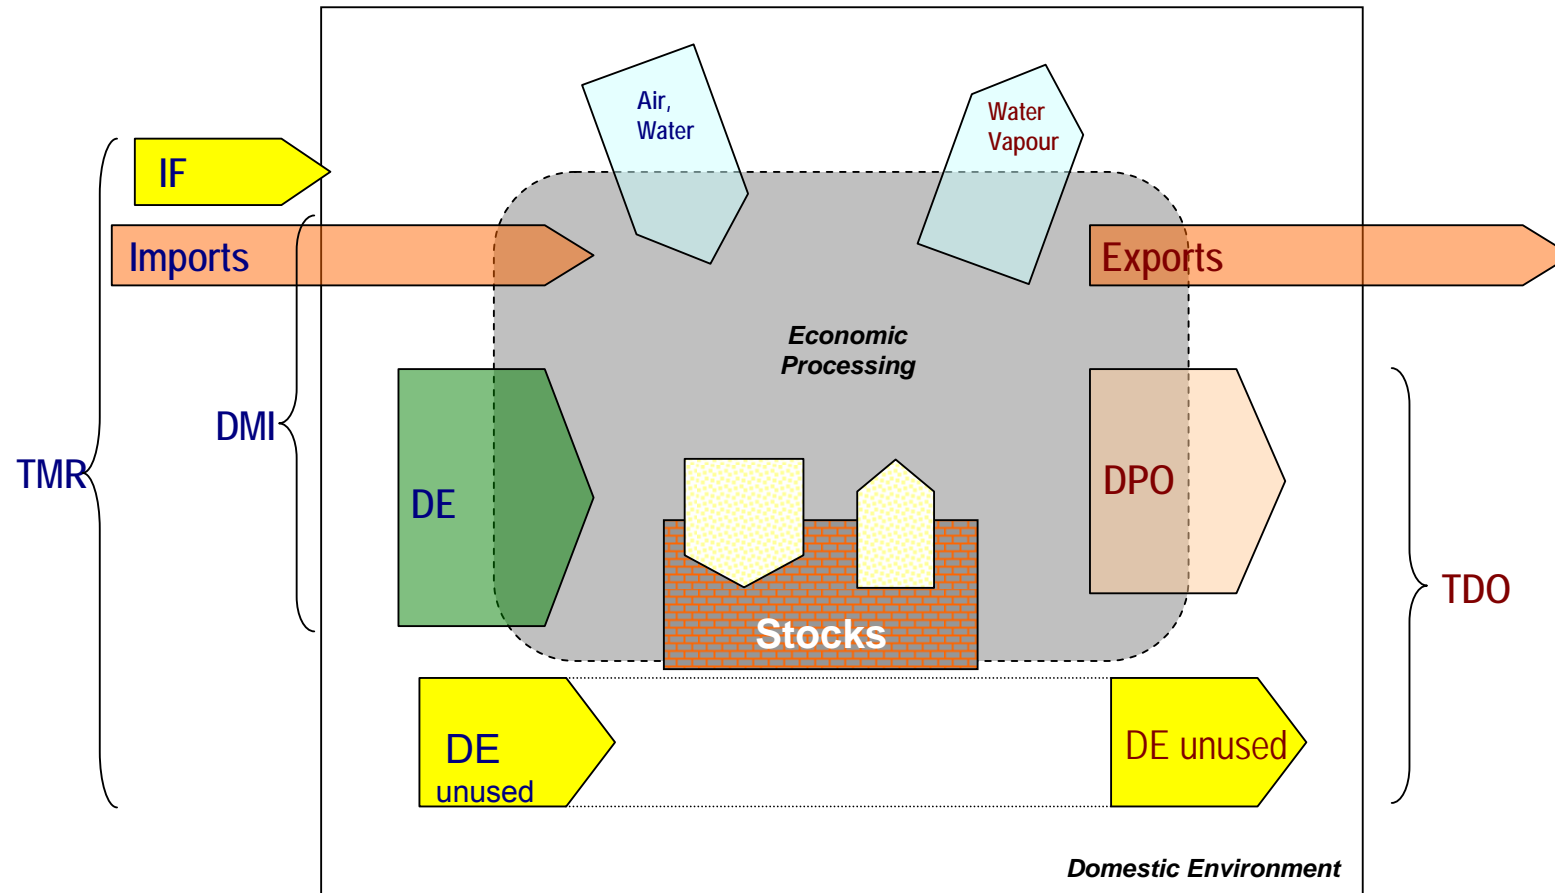 Air,
Water
Water
Vapour
IF
Imports
Exports
Economic
Processing
DMI
TMR
DE
DPO
TDO
Stocks
DE
unused
DE unused
Domestic Environment